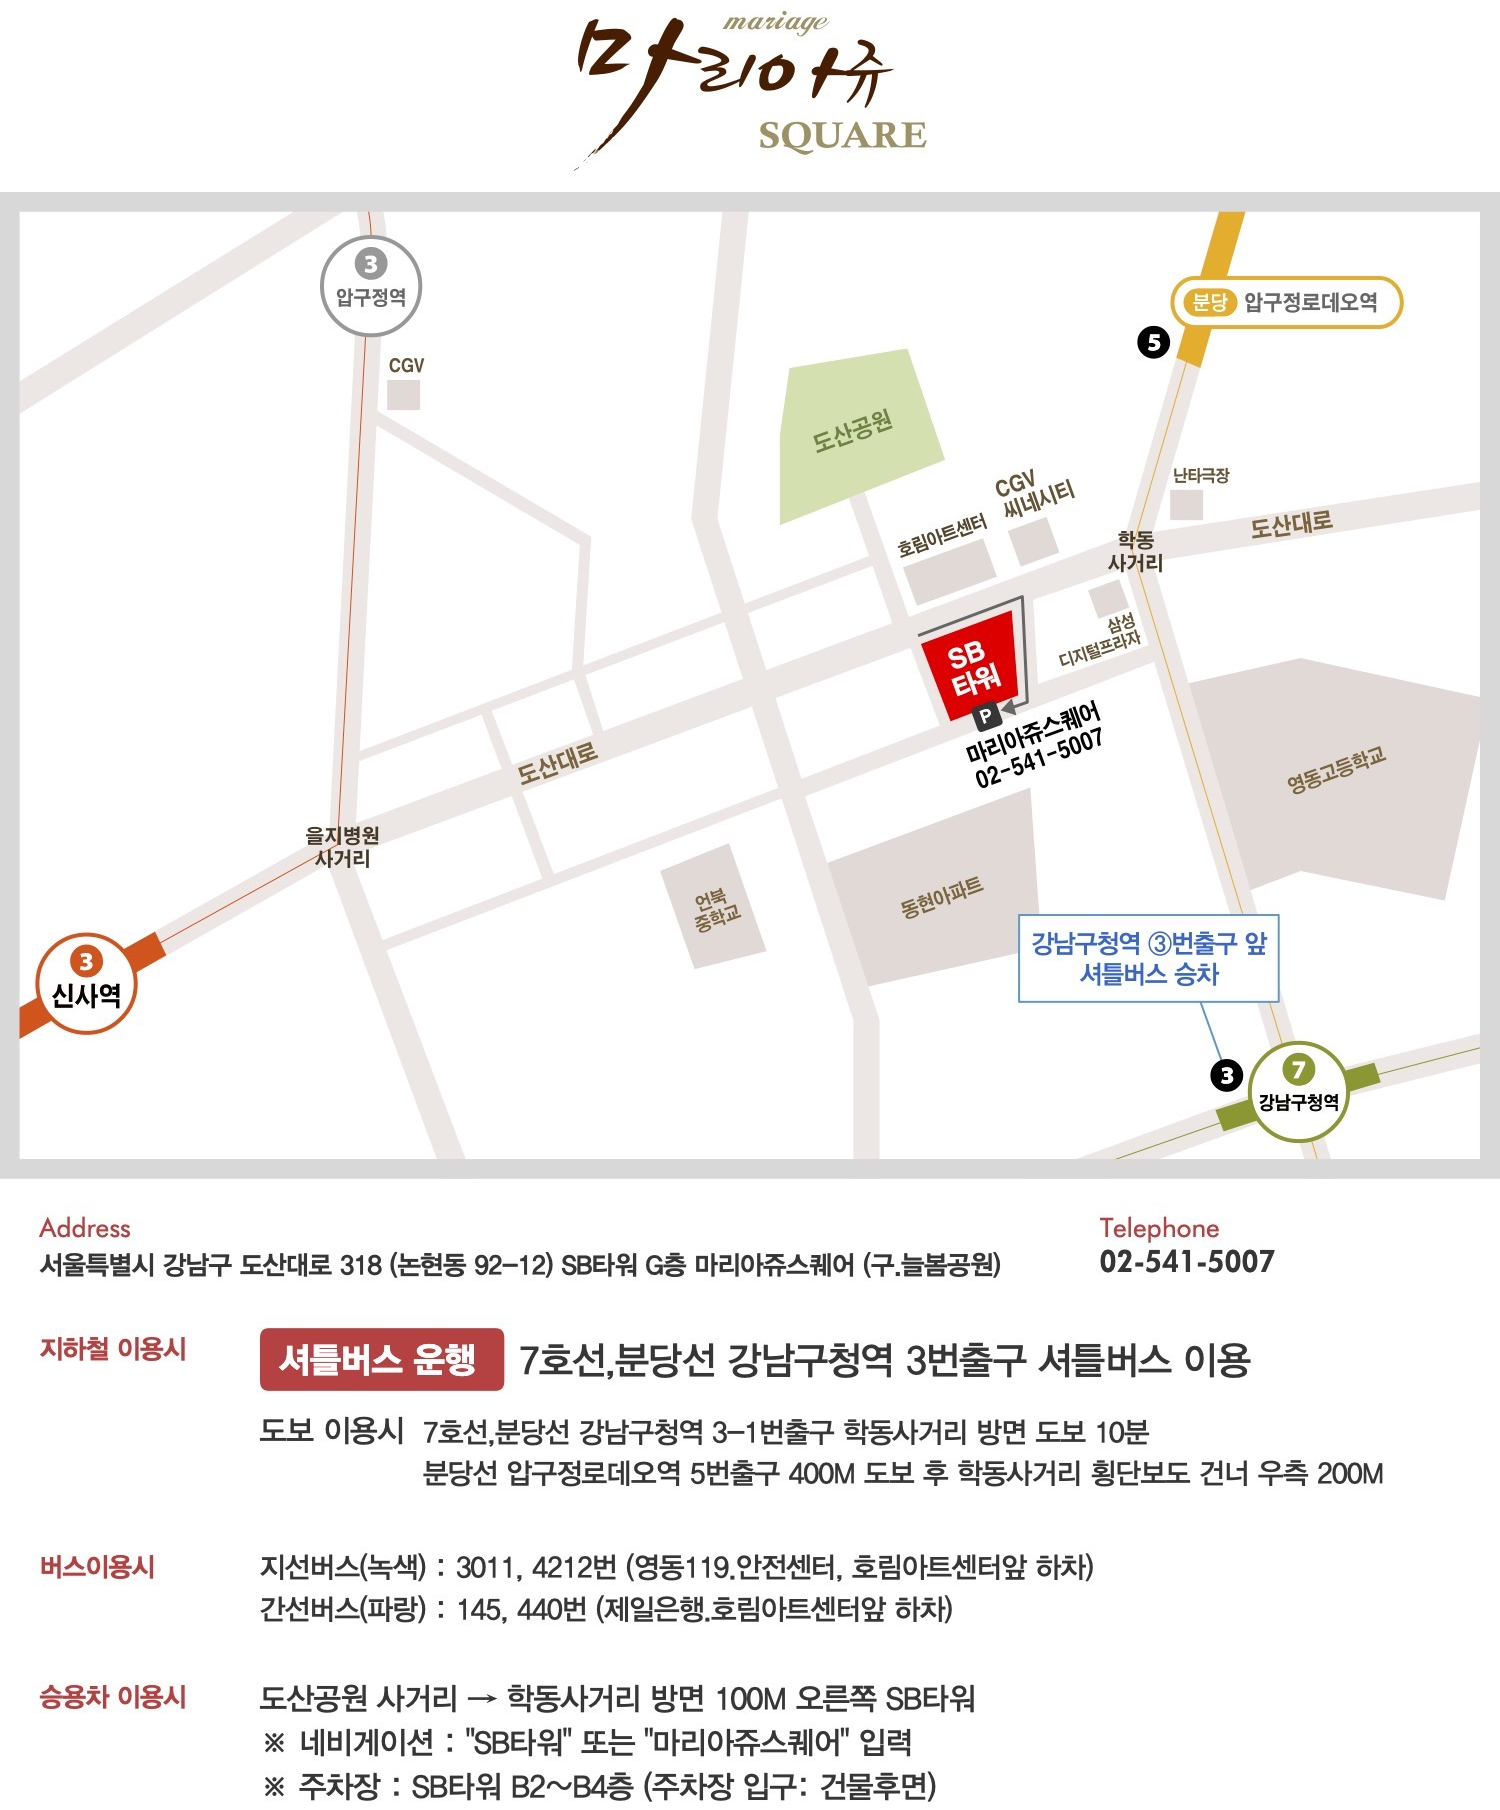 mariage
마리아쥬
SQUARE
3
압구정역
CGV
분당 압구정로데오역
5
도산공원
난타극장
CGV
씨네시티
호림아트센터
학동
사거리
도산대로
삼성
디지털프라자
SB
타워
P
마리아쥬스퀘어
02-541-5007
도산대로
영동고등학교
을지병원
사거리
언북
중학교
동현아파트
강남구청역 ③번출구 앞
셔틀버스 승차
3
신사역
3
7
강남구청역
Address
서울특별시 강남구 도산대로 318 (논현동 92-12) SB타워 G층 마리아쥬스퀘어 (구.늘봄공원)
Telephone
02-541-5007
지하철 이용시
셔틀버스 운행 7호선,분당선 강남구청역 3번출구 셔틀버스 이용
도보 이용시 7호선,분당선 강남구청역 3-1번출구 학동사거리 방면 도보 10분
분당선 압구정로데오역 5번출구 400M 도보 후 학동사거리 횡단보도 건너 우측 200M
버스이용시
지선버스(녹색) : 3011, 4212번 (영동119.안전센터, 호림아트센터앞 하차)
간선버스(파랑) : 145, 440번 (제일은행.호림아트센터앞 하차)
승용차 이용시
도산공원 사거리 → 학동사거리 방면 100M 오른쪽 SB타워
※ 네비게이션 : "SB타워" 또는 "마리아쥬스퀘어" 입력
※ 주차장 : SB타워 B2~B4층 (주차장 입구: 건물후면)